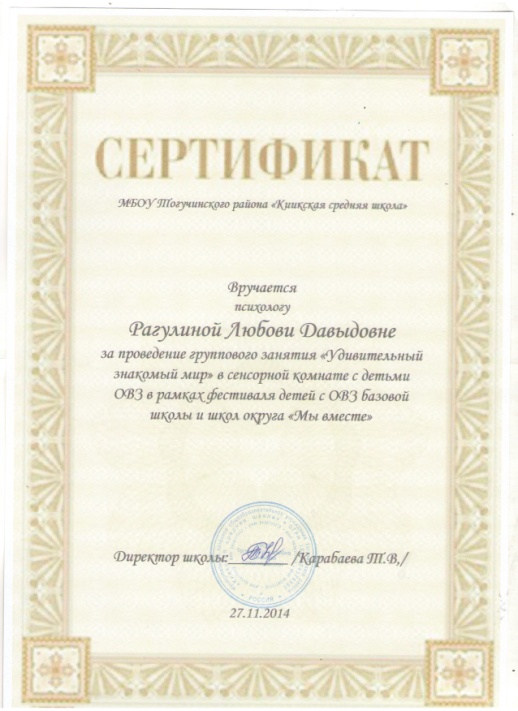 СЕРТИФИКАТ
МБОУ Тогучинского района «Киикская средняя школа»
Вручается
психологу
Рагулиной Любови Давыдовне
за проведение группового занятия «Удивительный
знакомый мир» в сенсорной комнате с детьми
ОВЗ в рамках фестиваля детей с ОВЗ базовой
школы и школ округа «Мы вместе»
Директор школы: /Карабаева Т.В,/
27.11.2014